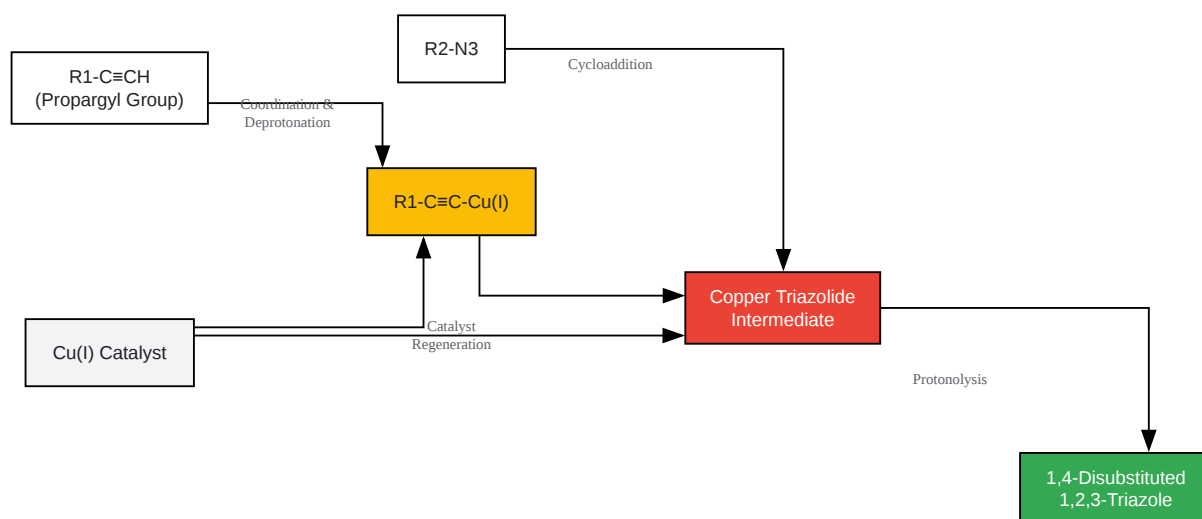 R2-N3
Cycloaddition
R1-C≡CH
(Propargyl Group)
Coordination &
Deprotonation
R1-C≡C-Cu(I)
Copper Triazolide
Intermediate
Catalyst
Regeneration
Cu(I) Catalyst
Protonolysis
1,4-Disubstituted
1,2,3-Triazole